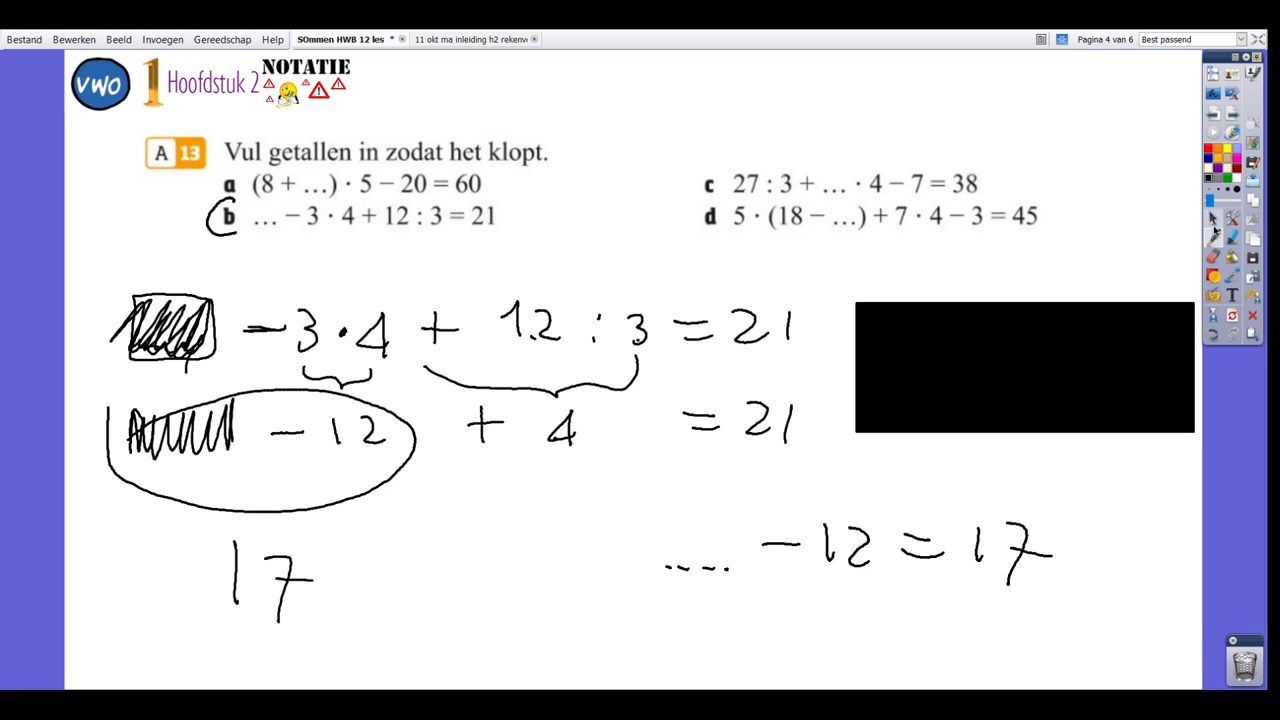 Bestand Bewerken Beeld Invoegen Gereedschap Help SOmmen HWB 12 les * 11 okt ma inleiding h2 rekenv Pagina 4 van 6 Best passend
vwo 1 Hoofdstuk 2 NOTATIE
A 13 Vul getallen in zodat het klopt.
a (8 + ...) · 5 − 20 = 60
c 27 : 3 + ... · 4 − 7 = 38
b ... − 3 · 4 + 12 : 3 = 21
d 5 · (18 − ...) + 7 · 4 − 3 = 45
− 3 · 4 + 12 : 3 = 21
− 12 + 4 = 21
17
..... − 12 = 17